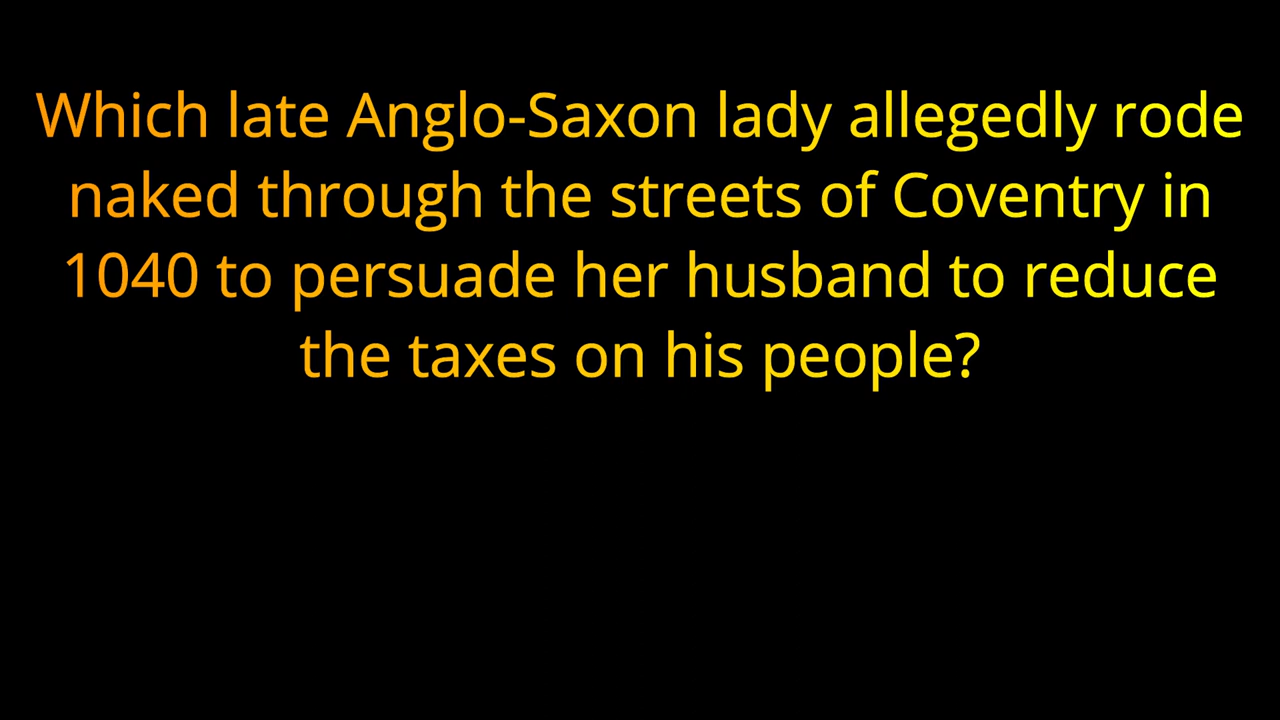 Which late Anglo-Saxon lady allegedly rode
naked through the streets of Coventry in
1040 to persuade her husband to reduce
the taxes on his people?